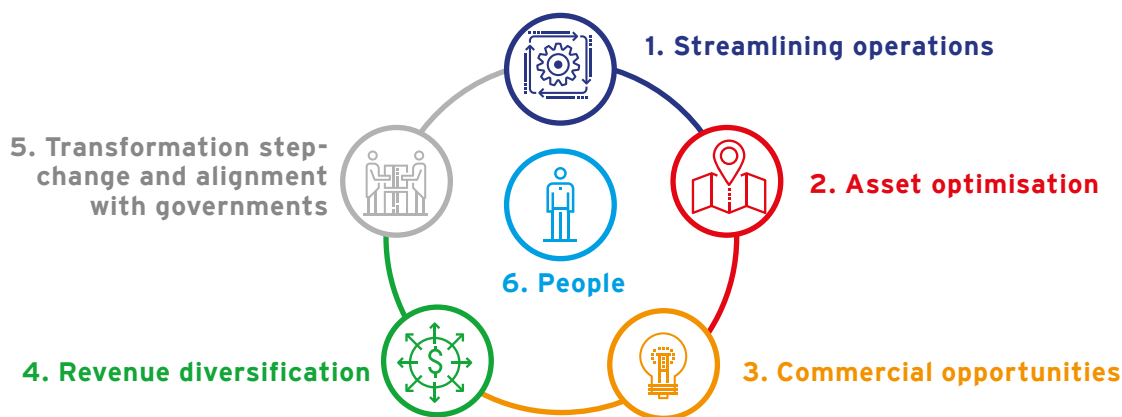 1. Streamlining operations
2. Asset optimisation
3. Commercial opportunities
4. Revenue diversification
$
5. Transformation step-
change and alignment
with governments
6. People